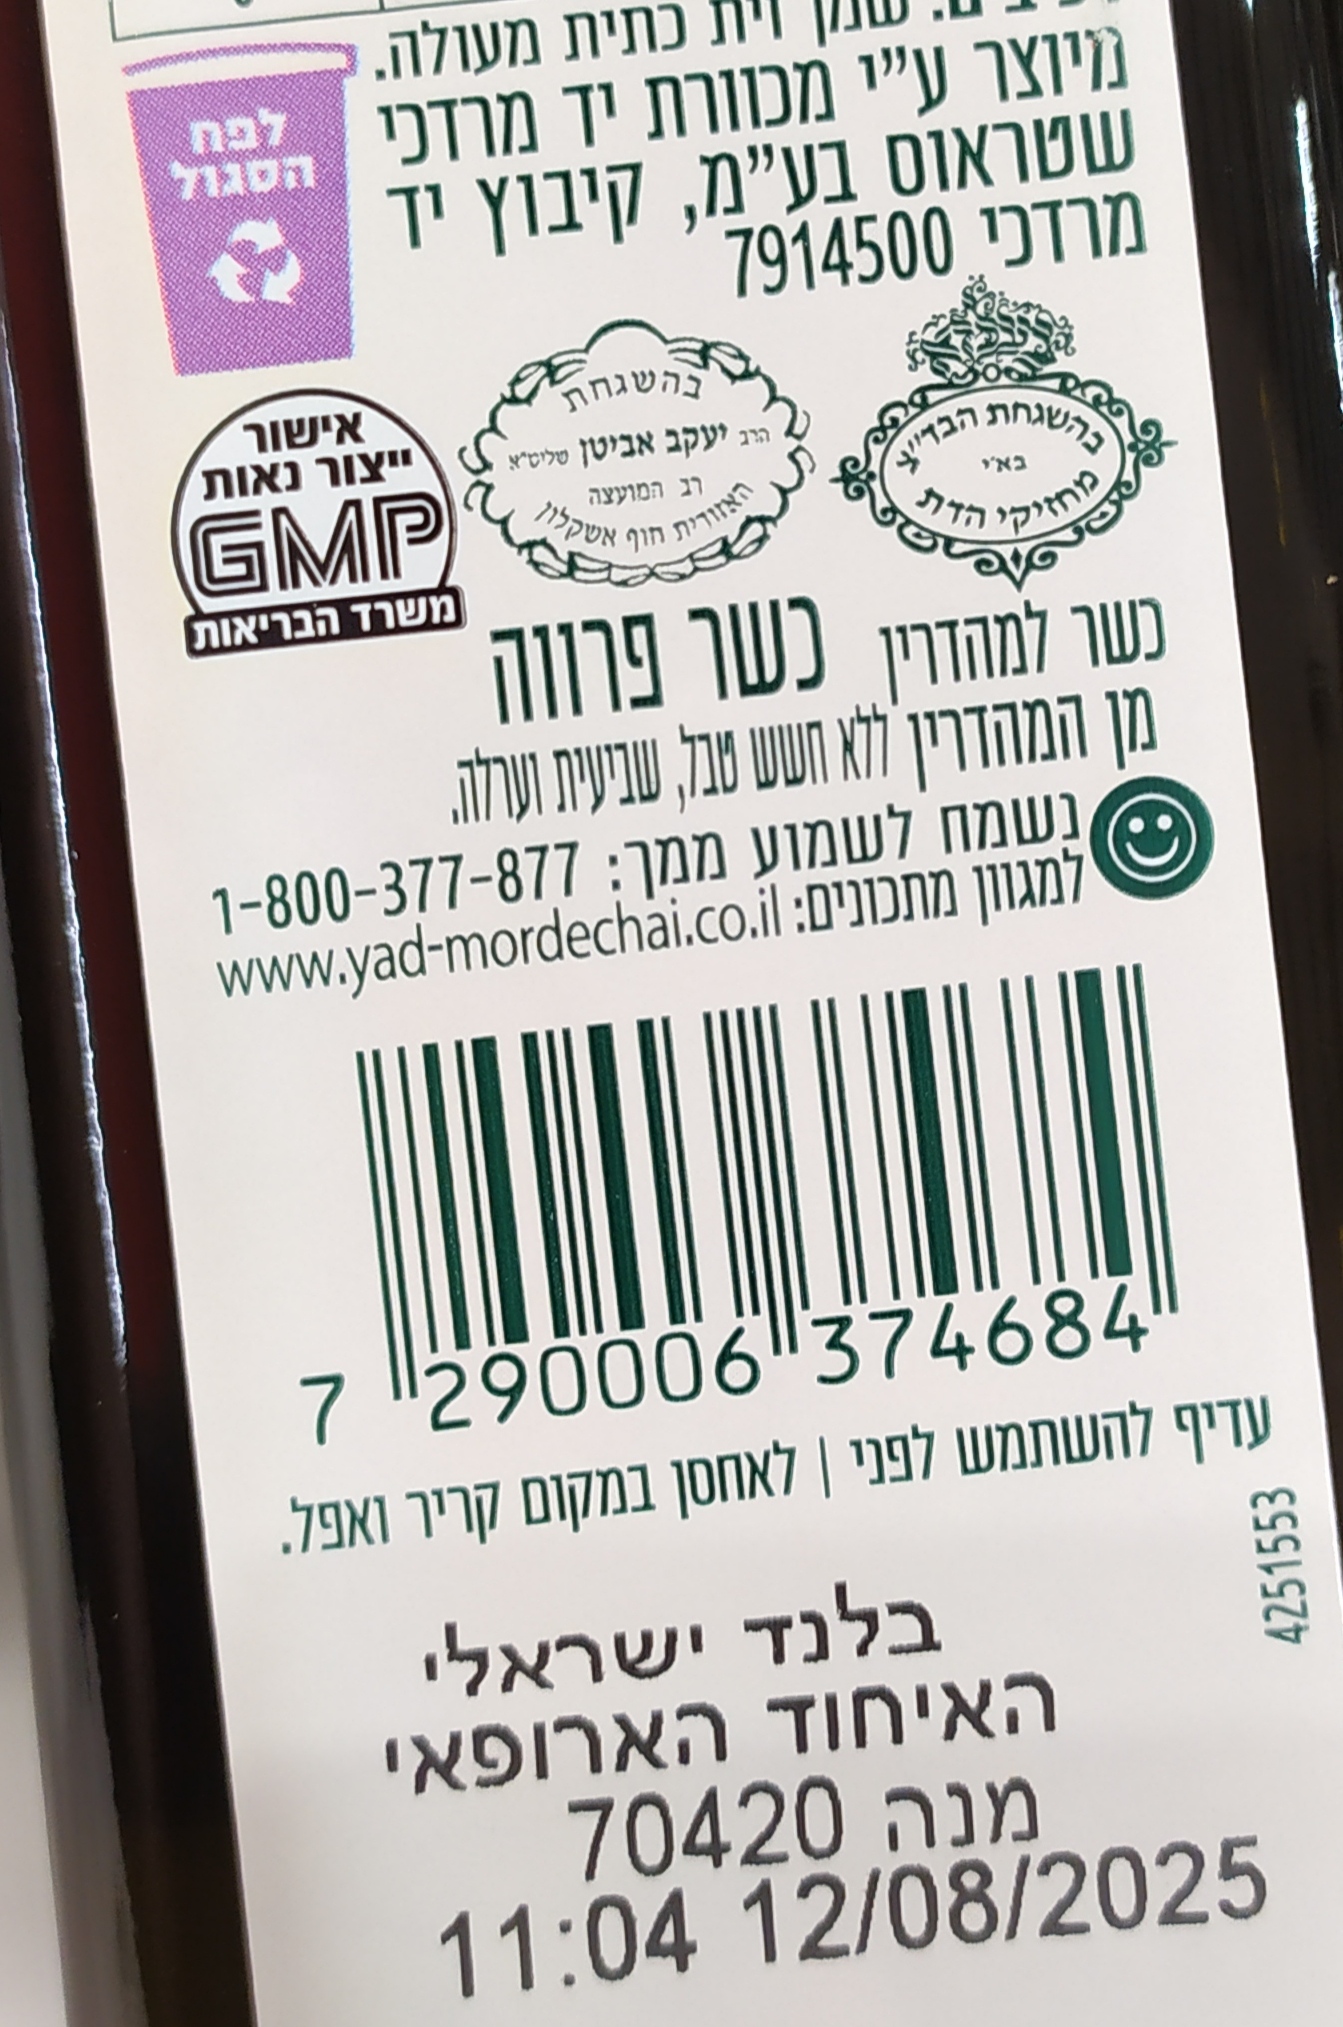 שמן זית כתית מעולה.
מיוצר ע"י מכוורת יד מרדכי
שטראוס בע"מ, קיבוץ יד
מרדכי 7914500
לפח
הסגול
בהשגחת הבד"ץ
בא"י
מחזיקי הדת
בהשגחת
הרב יעקב אביטן שליט"א
רב המועצה
האזורית חוף אשקלון
אישור
ייצור נאות
GMP
משרד הבריאות
כשר למהדרין כשר פרווה
מן המהדרין ללא חשש טבל, שביעית וערלה.
נשמח לשמוע ממך: 1-800-377-877
למגוון מתכונים: www.yad-mordechai.co.il
7 290006 374684
עדיף להשתמש לפני | לאחסן במקום קריר ואפל.
4251553
בלנד ישראלי
האיחוד הארופאי
מנה 70420
11:04 12/08/2025